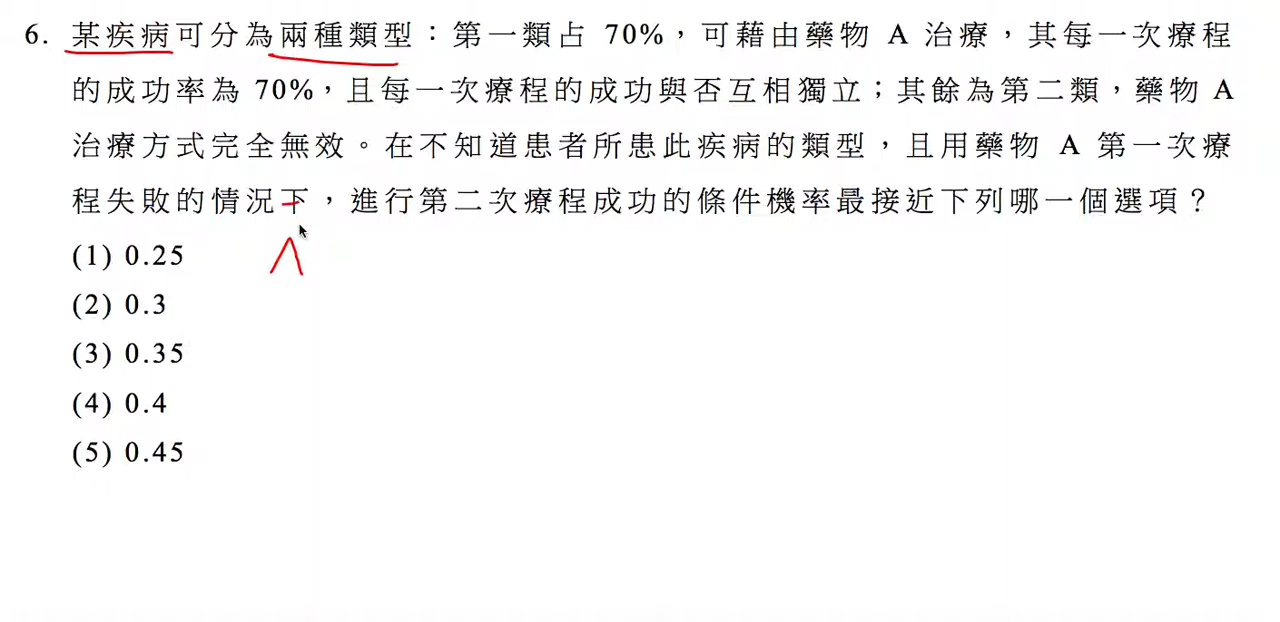 6. 某疾病可分為兩種類型：第一類占 70%，可藉由藥物 A 治療，其每一次療程
的成功率為 70%，且每一次療程的成功與否互相獨立；其餘為第二類，藥物 A
治療方式完全無效。在不知道患者所患此疾病的類型，且用藥物 A 第一次療
程失敗的情況下，進行第二次療程成功的條件機率最接近下列哪一個選項？
(1) 0.25
(2) 0.3
(3) 0.35
(4) 0.4
(5) 0.45